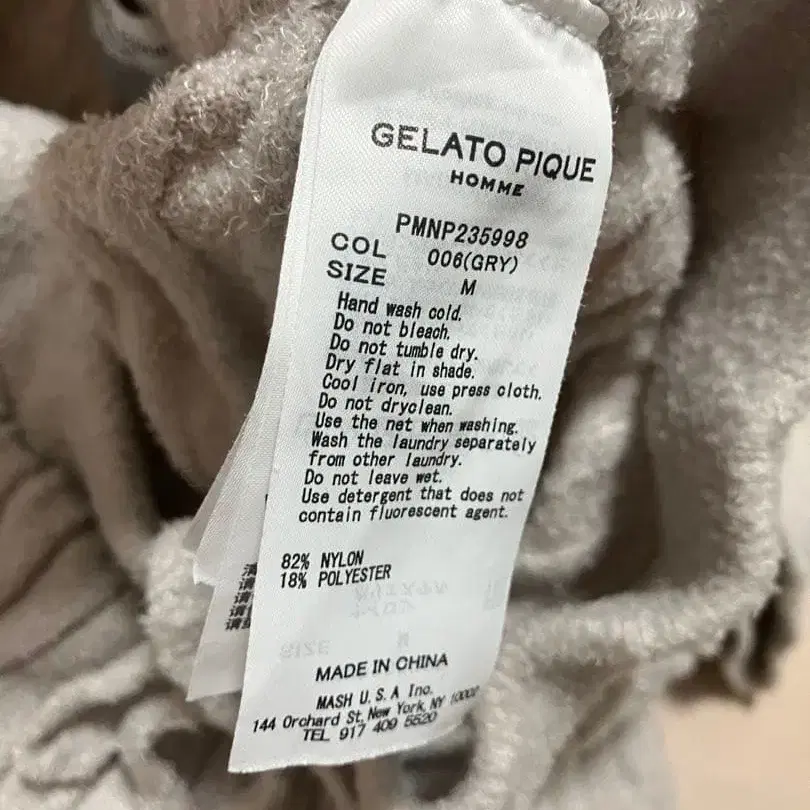 GELATO PIQUE
HOMME
PMNP235998
COL 006(GRY)
SIZE M
Hand wash cold.
Do not bleach.
Do not tumble dry.
Dry flat in shade.
Cool iron, use press cloth.
Do not dryclean.
Use the net when washing.
Wash the laundry separately
from other laundry.
Do not leave wet.
Use detergent that does not
contain fluorescent agent.
82% NYLON
18% POLYESTER
MADE IN CHINA
MASH U.S.A Inc.
144 Orchard St, New York, NY 10002
TEL 917 409 5520